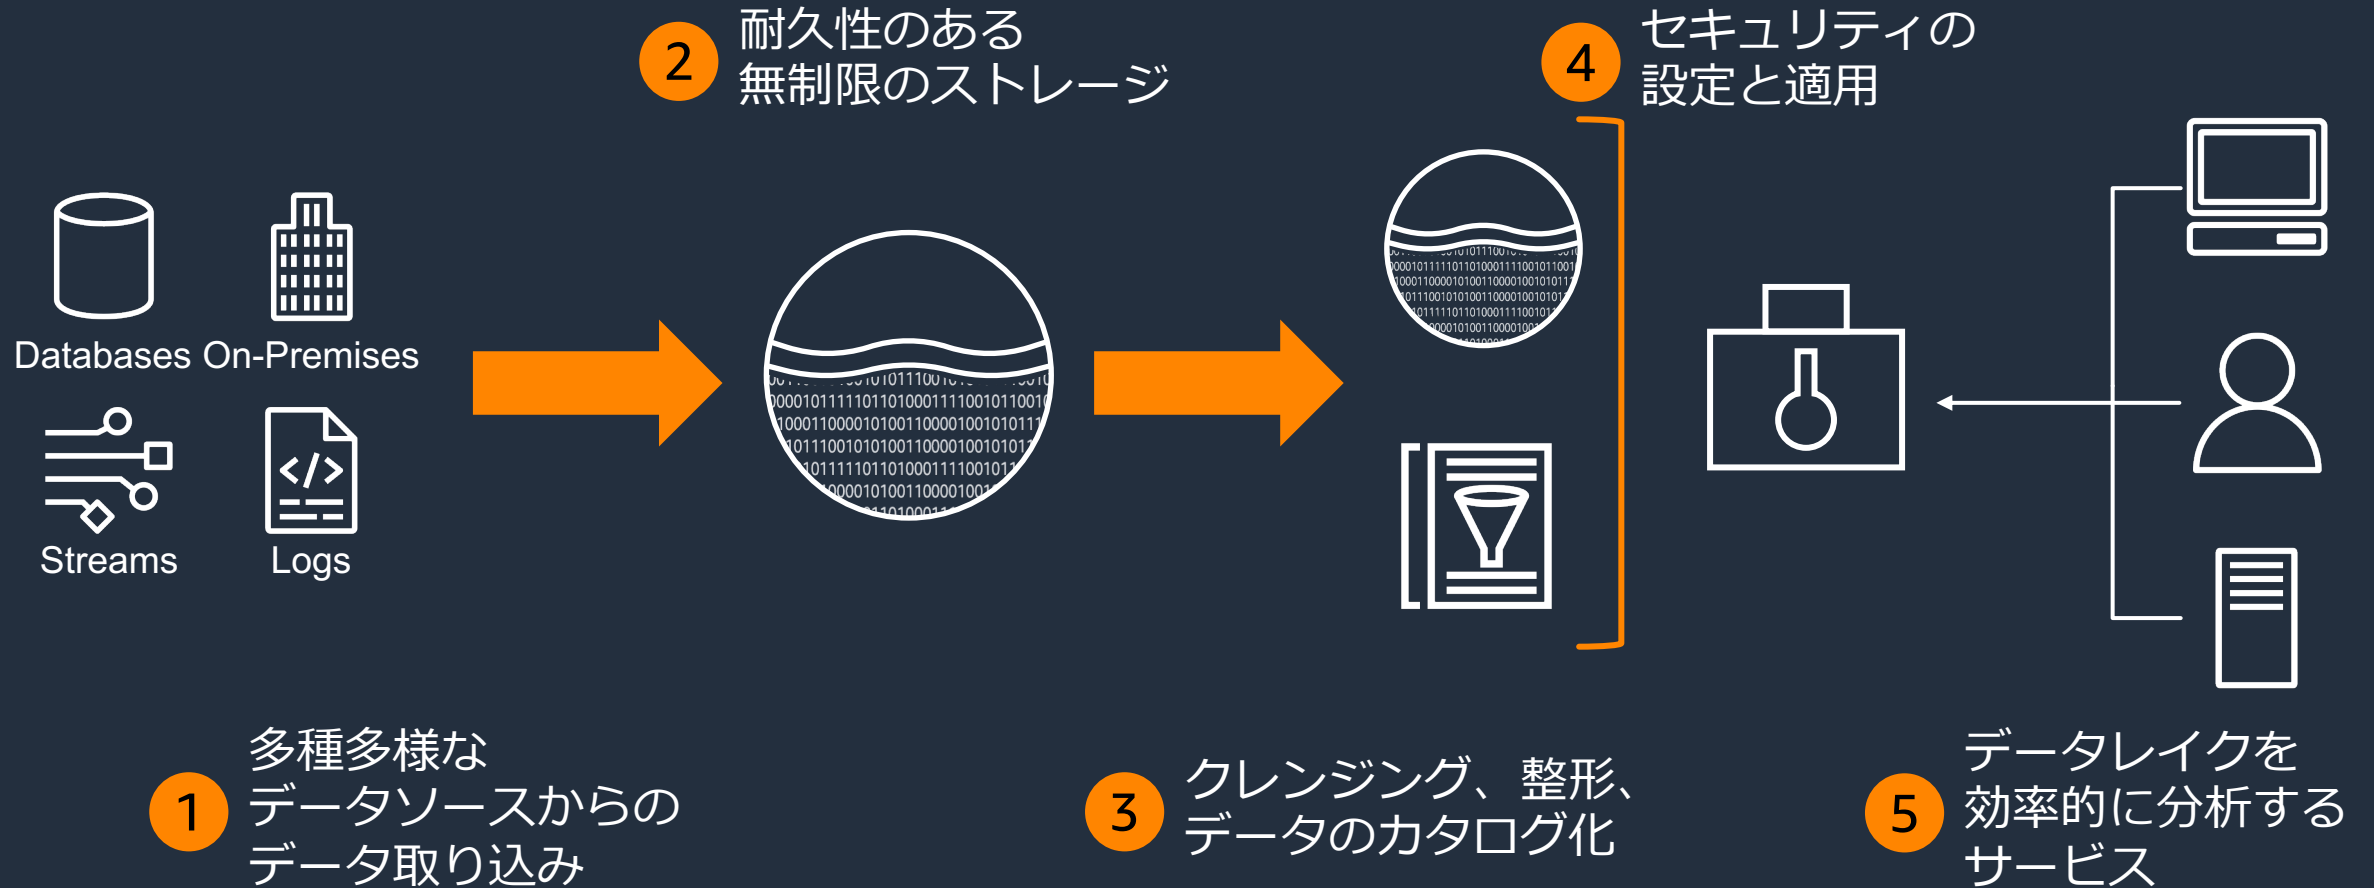 2
耐久性のある
無制限のストレージ
4
セキュリティの
設定と適用
Databases On-Premises
Streams Logs
1
多種多様な
データソースからの
データ取り込み
3
クレンジング、整形、
データのカタログ化
5
データレイクを
効率的に分析する
サービス